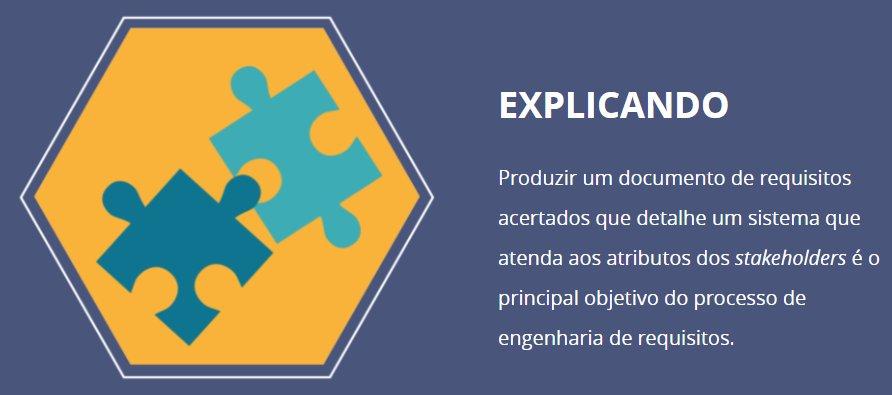 EXPLICANDO
Produzir um documento de requisitos
acertados que detalhe um sistema que
atenda aos atributos dos stakeholders é o
principal objetivo do processo de
engenharia de requisitos.